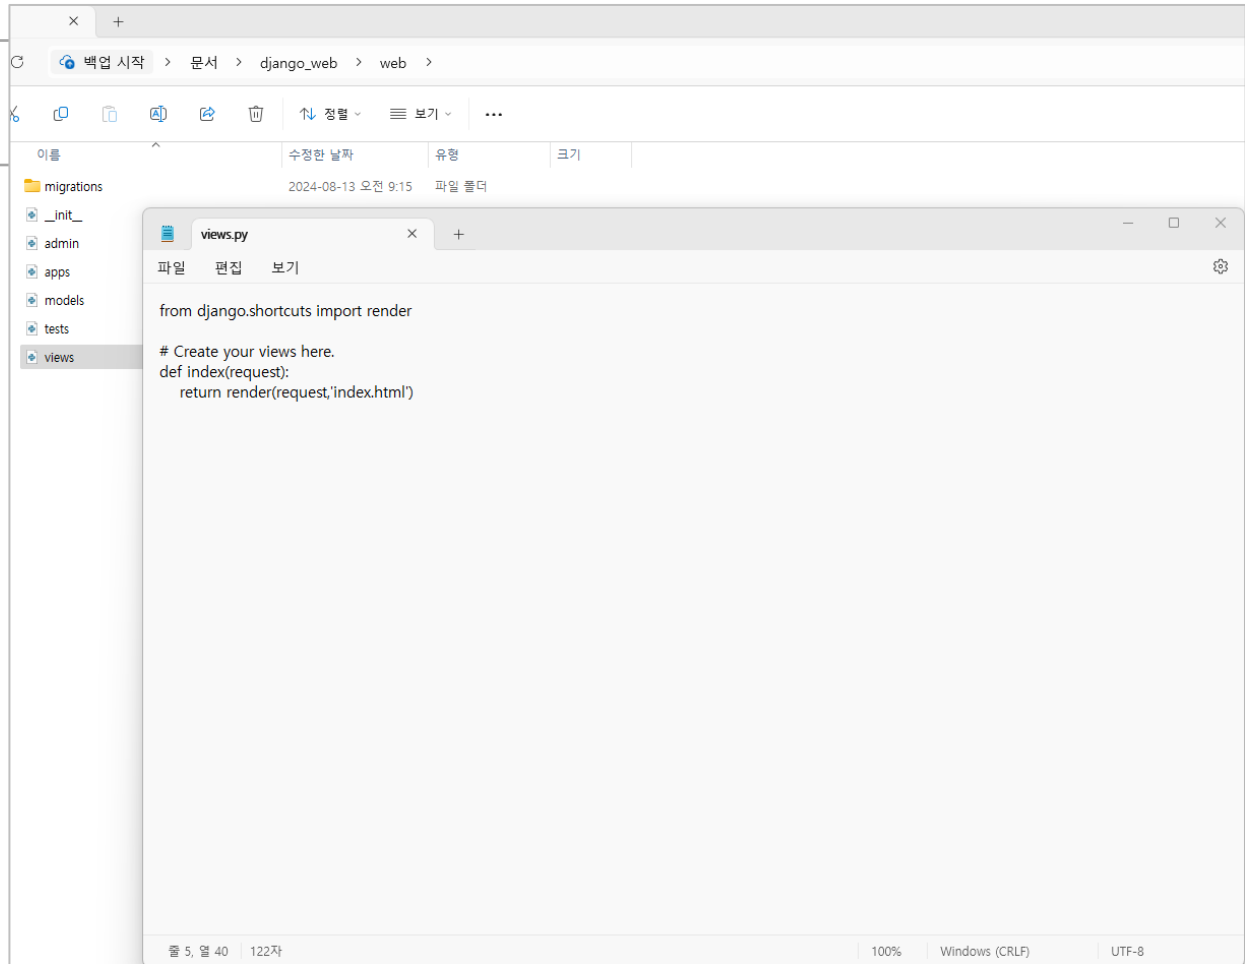 백업 시작 > 문서 > django_web > web >
정렬 보기 ...
이름 수정한 날짜 유형 크기
migrations 2024-08-13 오전 9:15 파일 폴더
__init__
admin
apps
models
tests
views
views.py
파일 편집 보기
from django.shortcuts import render
# Create your views here.
def index(request):
return render(request,'index.html')
줄 5, 열 40 122자 100% Windows (CRLF) UTF-8